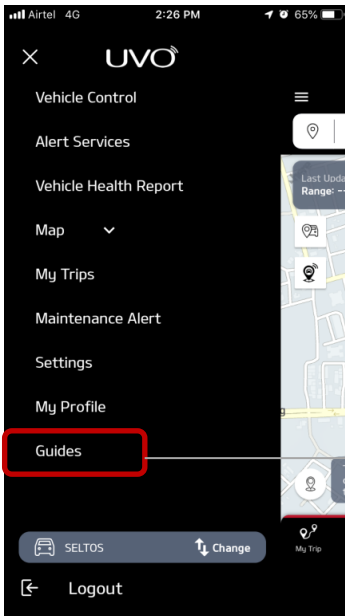 Airtel 4G 2:26 PM 65%
UVO
Vehicle Control
Alert Services
Vehicle Health Report
Last Upda
Range: --
Map
My Trips
Maintenance Alert
Settings
My Profile
Guides
SELTOS Change
My Trip
Logout